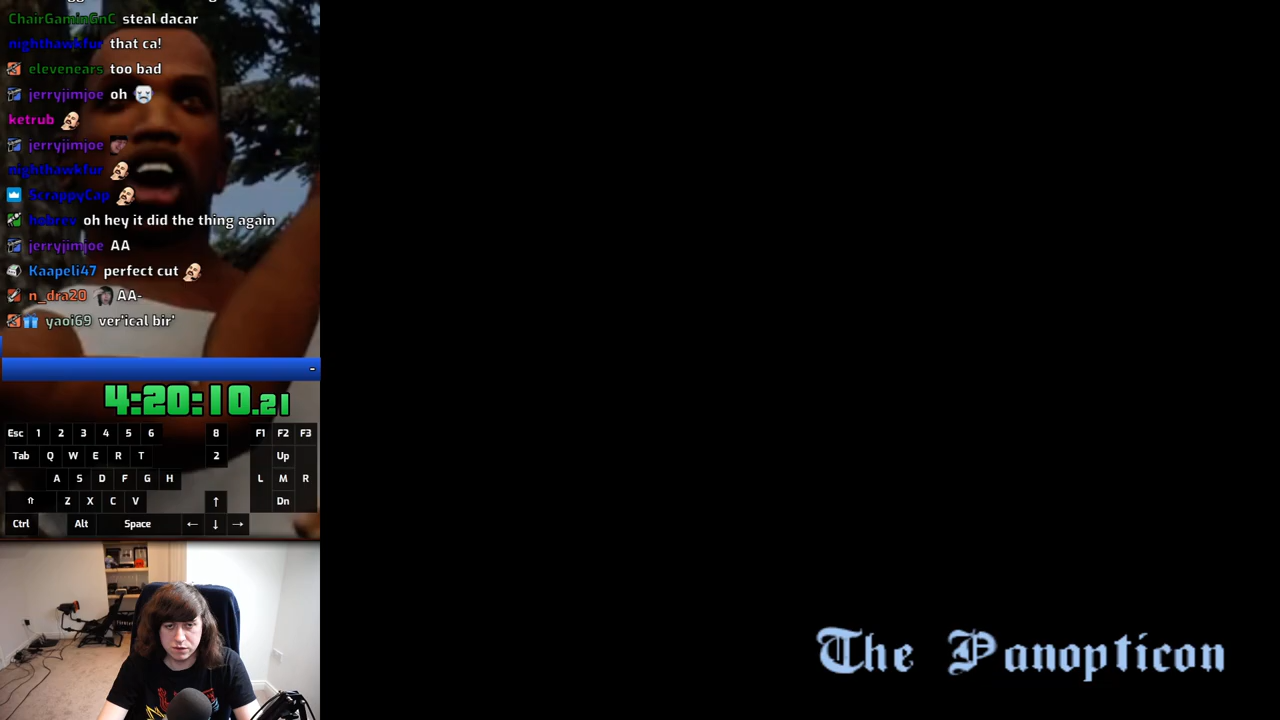 ChairGamin6nC steal dacar
nighthawkfur that ca!
elevenears too bad
jerryjimjoe oh
ketrub
jerryjimjoe
nighthawkfur
ScrappyCap
oh hey it did the thing again
jerryjimjoe AA
Kaapeli47 perfect cut
n_dra20 AA-
yaoi69 ver'ical bir'
-
4:20:10.21
Esc 1 2 3 4 5 6 8 F1 F2 F3
Tab Q W E R T 2 Up
A S D F G H L M R
⇧ Z X C V ↑ Dn
Ctrl Alt Space ← ↓ →
The Panopticon